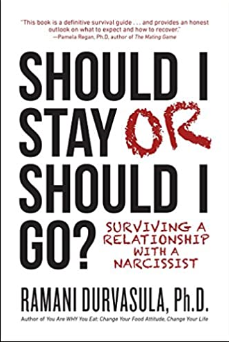 "This book is a definitive survival guide . . . and provides an honest
outlook on what to expect and how to recover."
—Pamela Regan, Ph.D, author of The Mating Game
SHOULD I
STAY OR
SHOULD I
GO?
SURVIVING A
RELATIONSHIP
WITH A
NARCISSIST
RAMANI DURVASULA, Ph.D.
Author of You Are WHY You Eat: Change Your Food Attitude, Change Your Life